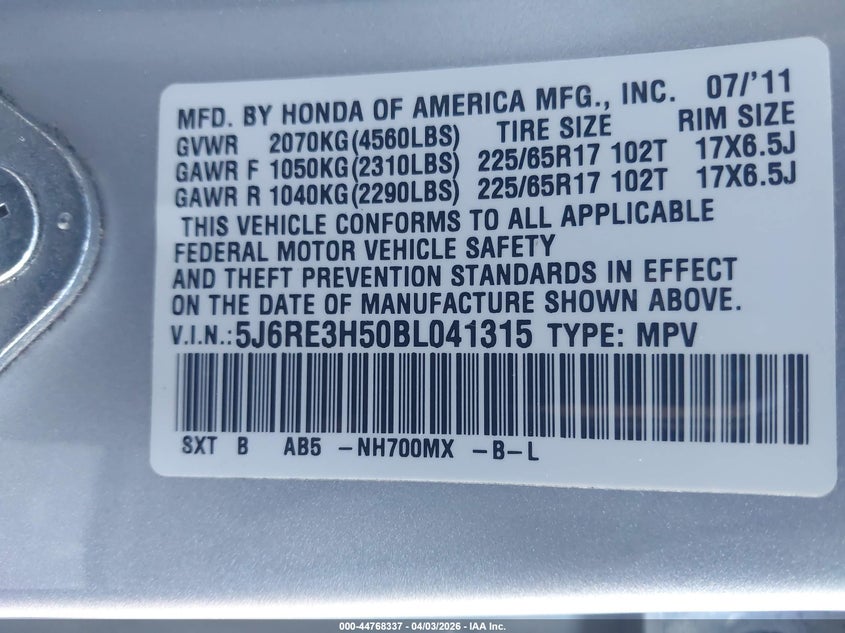 MFD. BY HONDA OF AMERICA MFG., INC. 07/'11
GVWR 2070KG(4560LBS) TIRE SIZE RIM SIZE
GAWR F 1050KG(2310LBS) 225/65R17 102T 17X6.5J
GAWR R 1040KG(2290LBS) 225/65R17 102T 17X6.5J
THIS VEHICLE CONFORMS TO ALL APPLICABLE
FEDERAL MOTOR VEHICLE SAFETY
AND THEFT PREVENTION STANDARDS IN EFFECT
ON THE DATE OF MANUFACTURE SHOWN ABOVE.
V.I.N.:5J6RE3H50BL041315 TYPE: MPV
SXT B AB5 -NH700MX -B-L
000-44768337 - 04/03/2026 - IAA Inc.